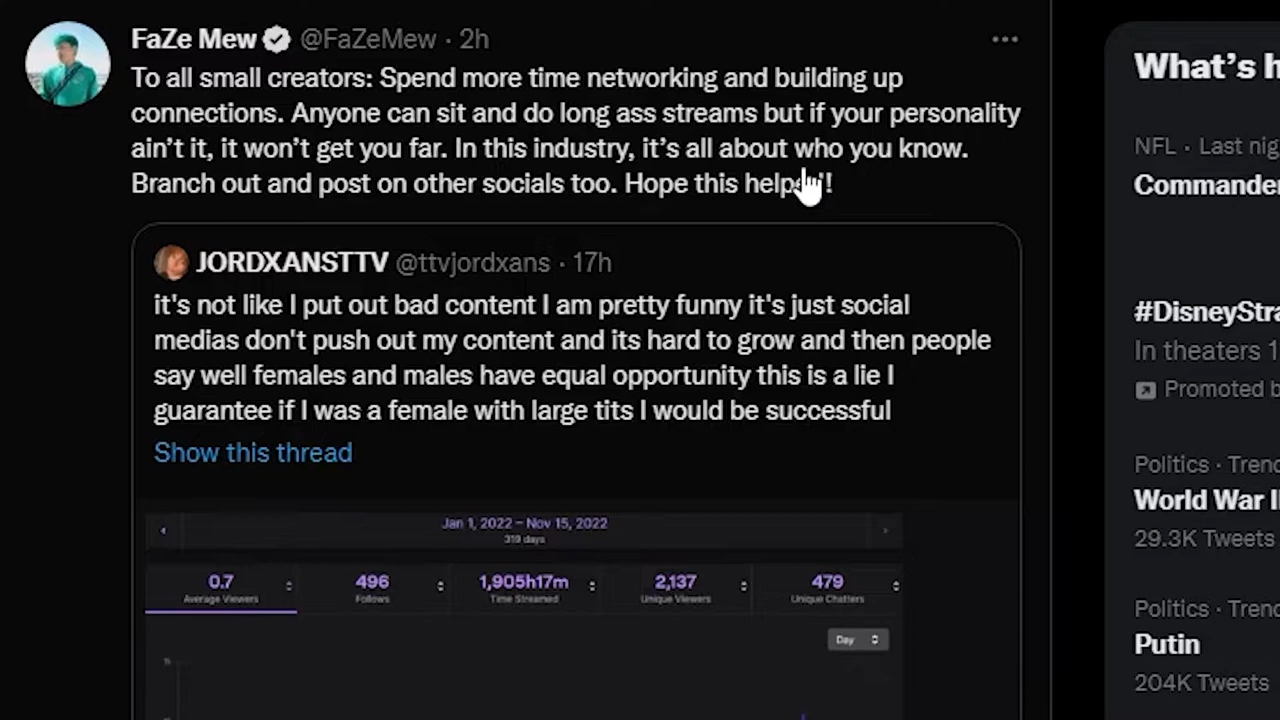 FaZe Mew @FaZeMew · 2h
To all small creators: Spend more time networking and building up
connections. Anyone can sit and do long ass streams but if your personality
ain't it, it won't get you far. In this industry, it's all about who you know.
Branch out and post on other socials too. Hope this help !
JORDXANSTTV @ttvjordxans · 17h
it's not like I put out bad content I am pretty funny it's just social
medias don't push out my content and its hard to grow and then people
say well females and males have equal opportunity this is a lie I
guarantee if I was a female with large tits I would be successful
Show this thread
Jan 1, 2022 – Nov 15, 2022
319 days
0.7 496 1,905h17m 2,137 479
Average Viewers Follows Time Streamed Unique Viewers Unique Chatters
Day
What's h
NFL · Last nig
Commander
#DisneyStra
In theaters 1
Promoted b
Politics · Trend
World War II
29.3K Tweets
Politics · Trend
Putin
204K Tweets